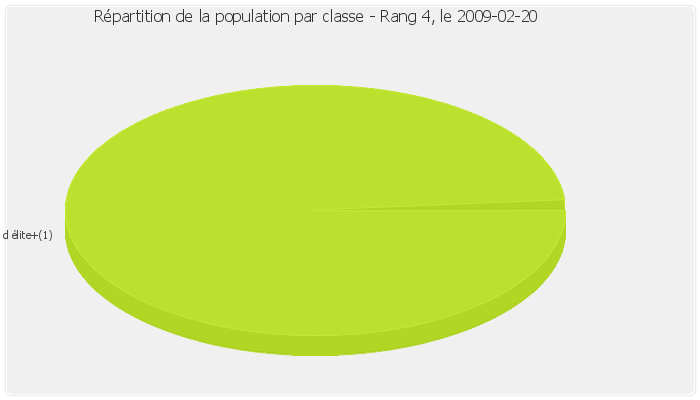 Répartition de la population par classe - Rang 4, le 2009-02-20
d élite+(1)